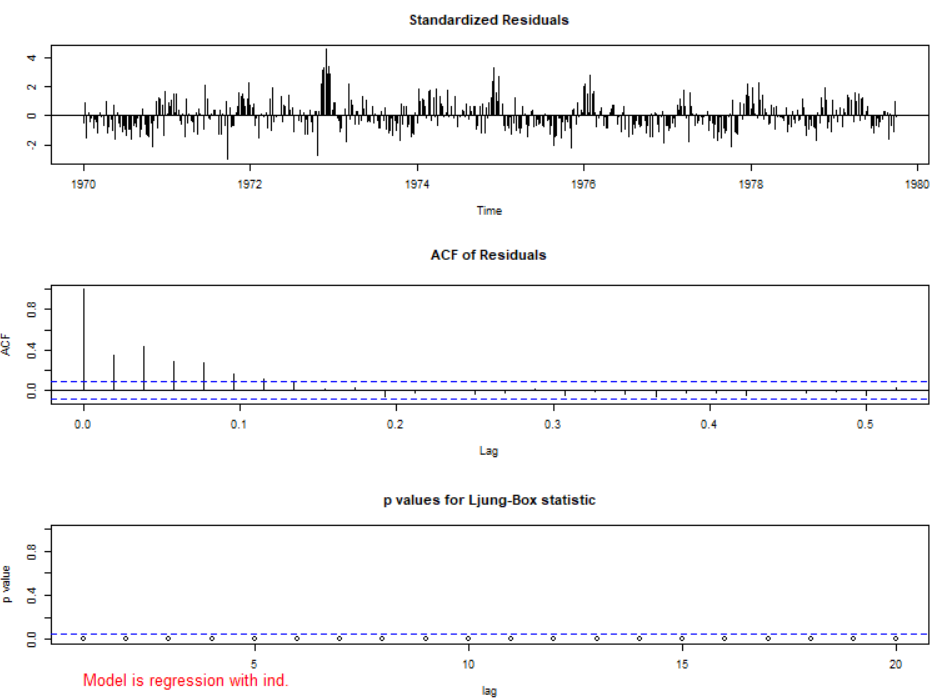 Standardized Residuals
4
2
0
-2
1970 1972 1974 1976 1978 1980
Time
ACF of Residuals
ACF
0.8
0.4
0.0
0.0 0.1 0.2 0.3 0.4 0.5
Lag
p values for Ljung-Box statistic
p value
0.8
0.4
0.0
5 10 15 20
lag
Model is regression with ind.